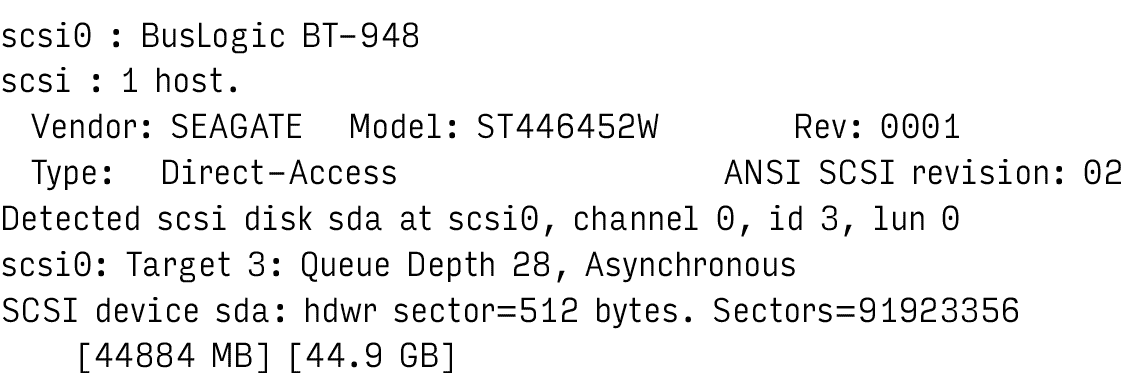 scsi0 : BusLogic BT-948
scsi : 1 host.
Vendor: SEAGATE Model: ST446452W Rev: 0001
Type: Direct-Access ANSI SCSI revision: 02
Detected scsi disk sda at scsi0, channel 0, id 3, lun 0
scsi0: Target 3: Queue Depth 28, Asynchronous
SCSI device sda: hdwr sector=512 bytes. Sectors=91923356
[44884 MB] [44.9 GB]